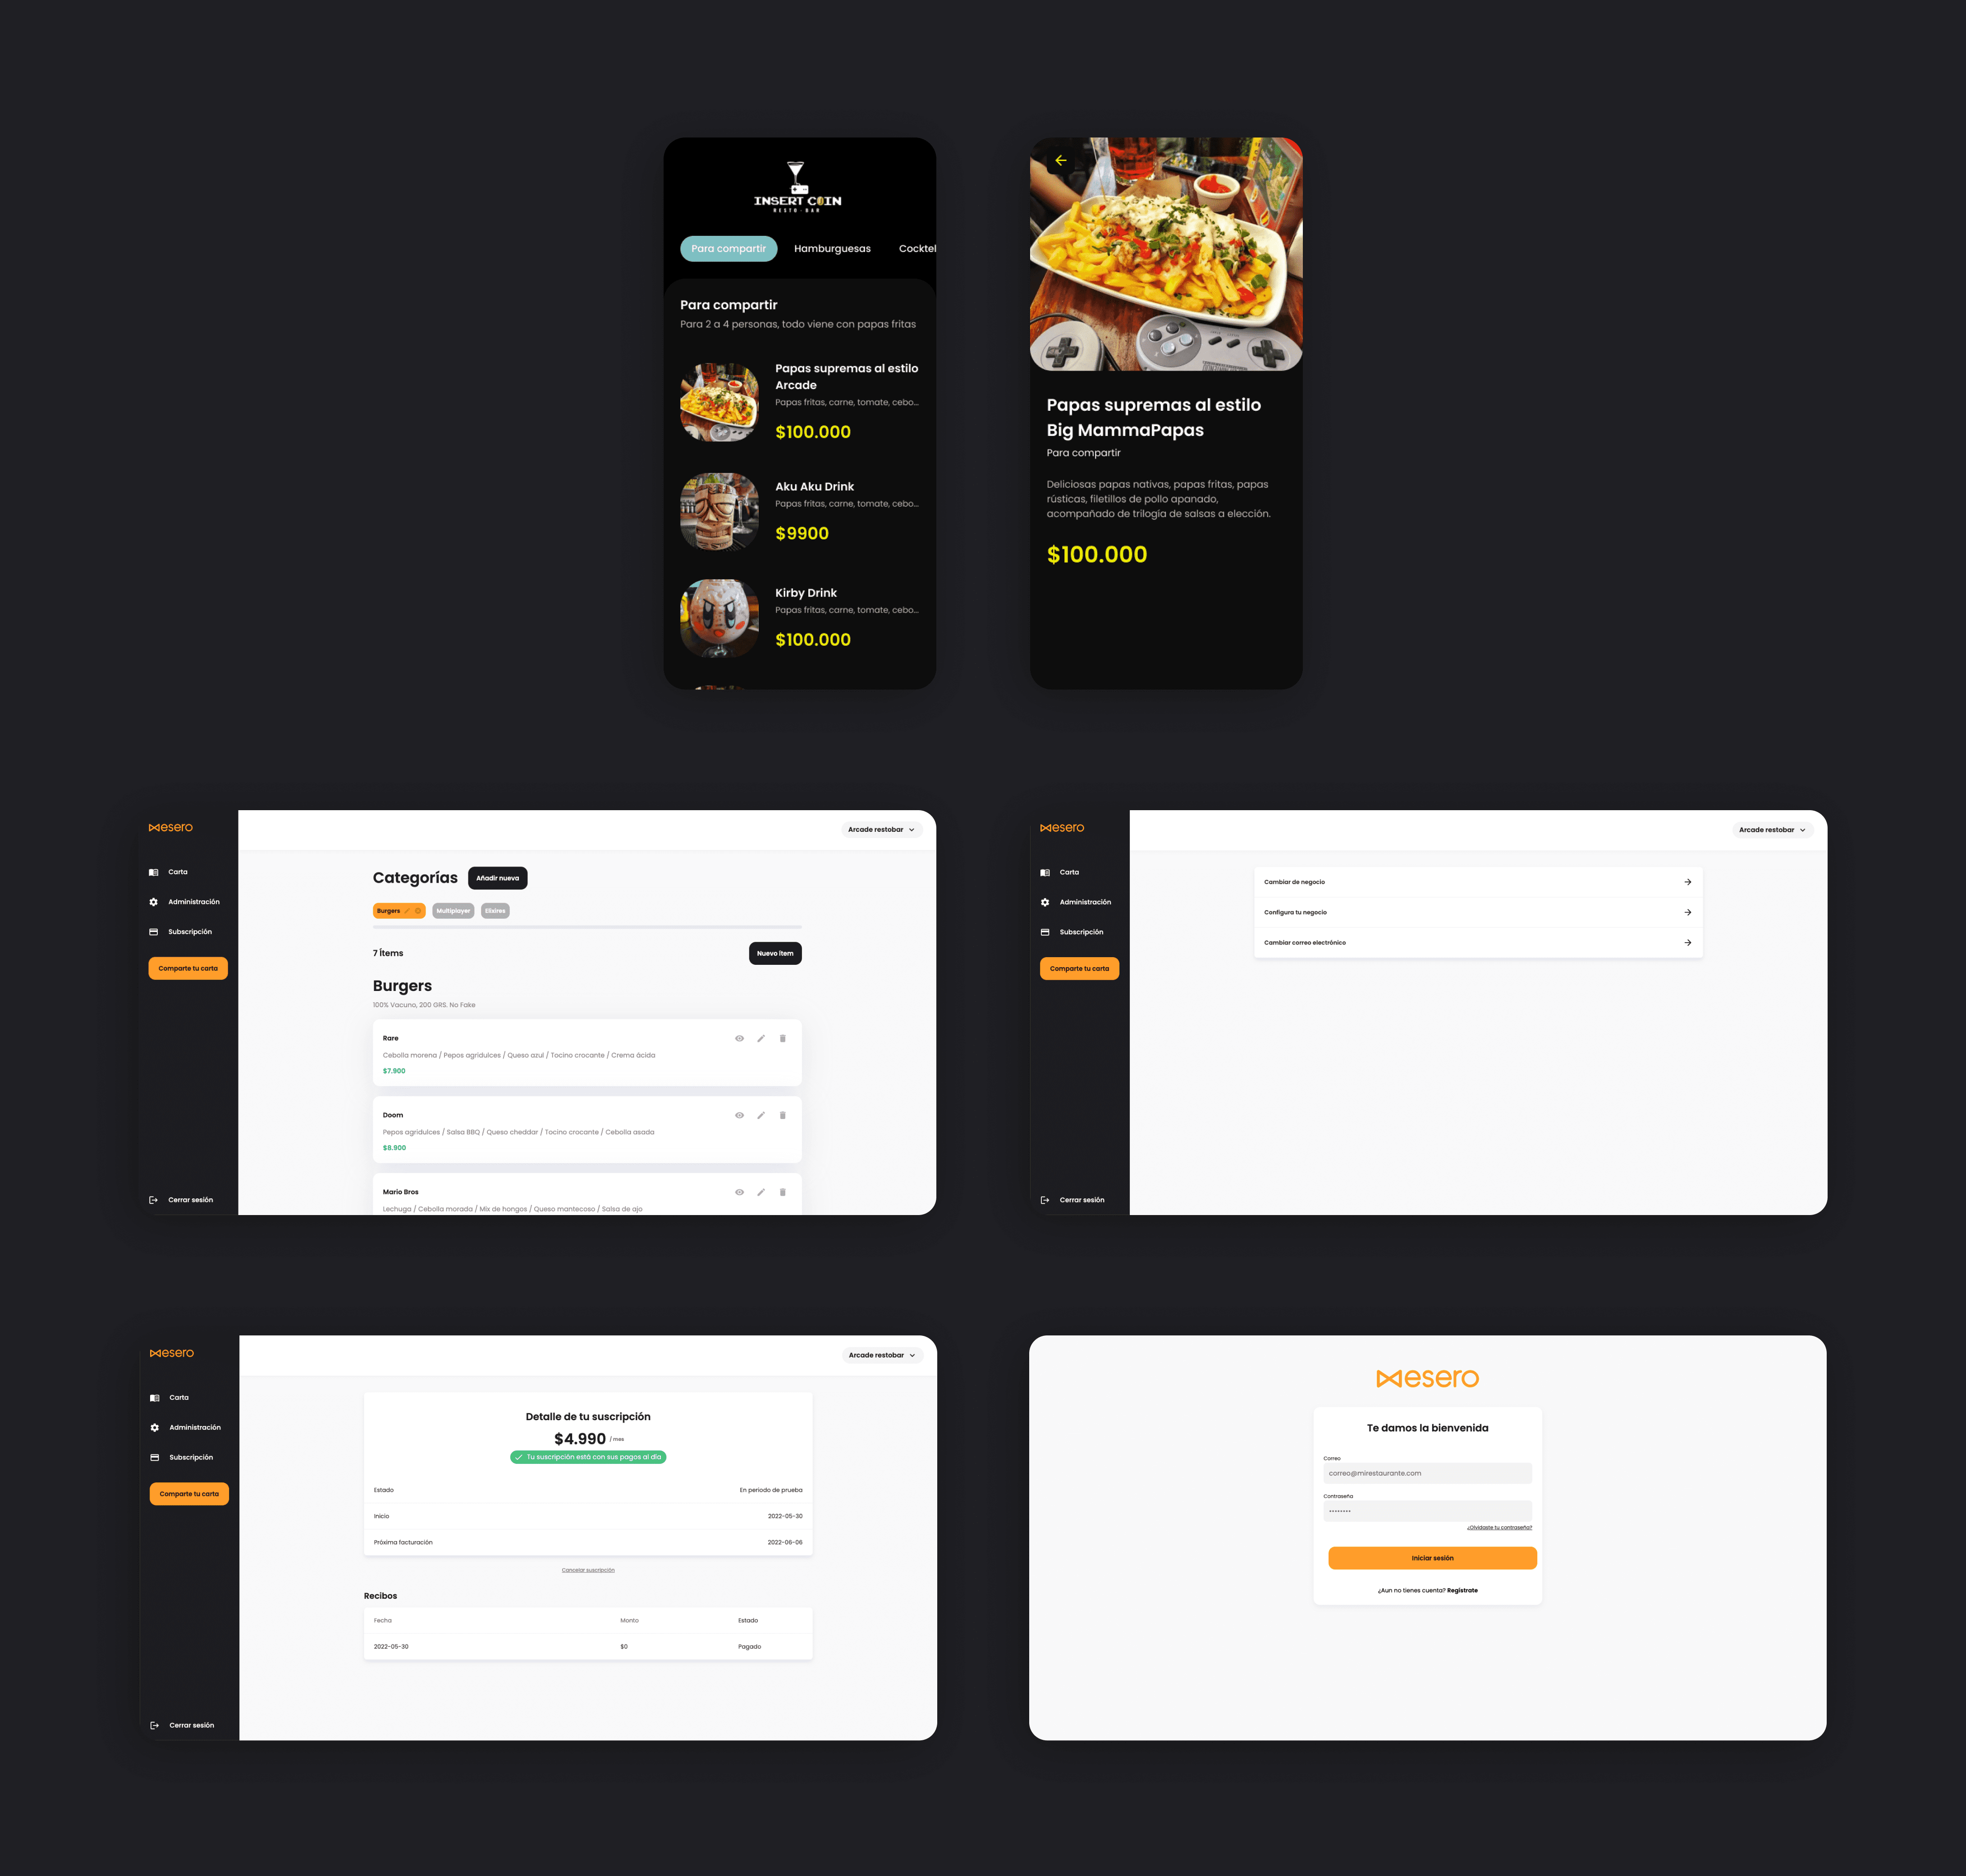 INSERT COIN
RESTO-BAR
Para compartir
Hamburguesas
Cocktel
Para compartir
Para 2 a 4 personas, todo viene con papas fritas
Papas supremas al estilo
Arcade
Papas fritas, carne, tomate, cebo...
$100.000
Aku Aku Drink
Papas fritas, carne, tomate, cebo...
$9900
Kirby Drink
Papas fritas, carne, tomate, cebo...
$100.000
Papas supremas al estilo
Big MammaPapas
Para compartir
Deliciosas papas nativas, papas fritas, papas
rústicas, filetillos de pollo apanado,
acompañado de trilogía de salsas a elección.
$100.000
mesero
Carta
Administración
Subscripción
Comparte tu carta
Cerrar sesión
Arcade restobar
Categorías
Añadir nueva
Burgers
Multiplayer
Elixires
7 Ítems
Nuevo ítem
Burgers
100% Vacuno, 200 GRS. No Fake
Rare
Cebolla morena / Pepos agridulces / Queso azul / Tocino crocante / Crema ácida
$7.900
Doom
Pepos agridulces / Salsa BBQ / Queso cheddar / Tocino crocante / Cebolla asada
$8.900
Mario Bros
Lechuga / Cebolla morada / Mix de hongos / Queso mantecoso / Salsa de ajo
mesero
Carta
Administración
Subscripción
Comparte tu carta
Cerrar sesión
Arcade restobar
Cambiar de negocio
Configura tu negocio
Cambiar correo electrónico
mesero
Carta
Administración
Subscripción
Comparte tu carta
Cerrar sesión
Arcade restobar
Detalle de tu suscripción
$4.990 / mes
Tu suscripción está con sus pagos al día
Estado
En periodo de prueba
Inicio
2022-05-30
Próxima facturación
2022-06-06
Cancelar suscripción
Recibos
Fecha
Monto
Estado
2022-05-30
$0
Pagado
mesero
Te damos la bienvenida
Correo
correo@mirestaurante.com
Contraseña
********
¿Olvidaste tu contraseña?
Iniciar sesión
¿Aun no tienes cuenta? Regístrate